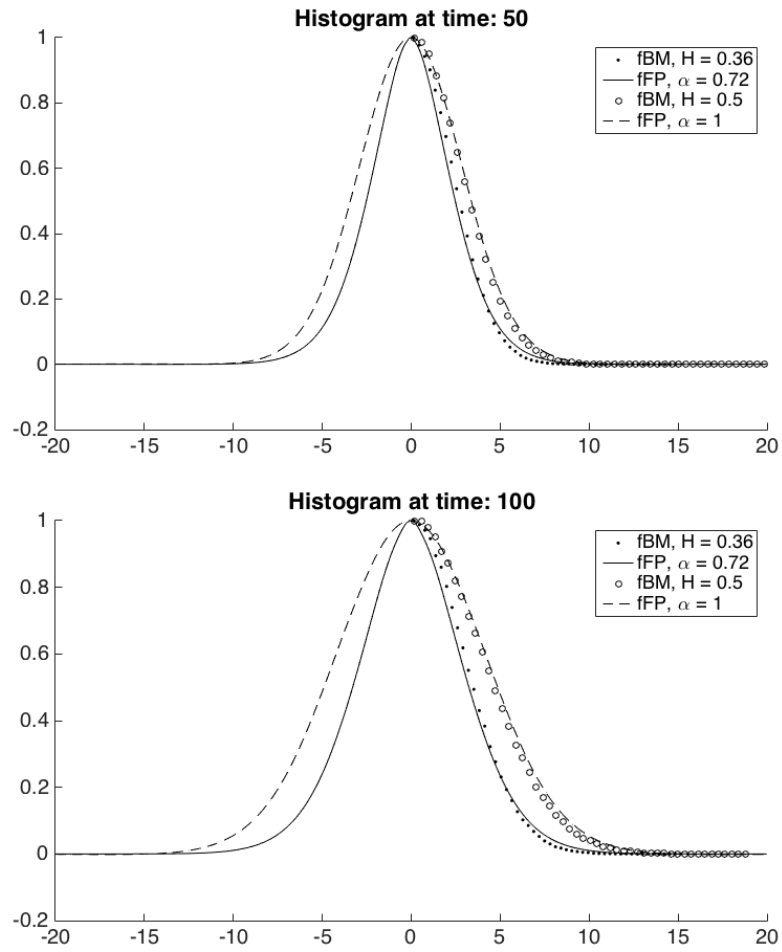 Histogram at time: 50
1
0.8
0.6
0.4
0.2
0
-0.2
-20 -15 -10 -5 0 5 10 15 20
fBM, H = 0.36
fFP, α = 0.72
fBM, H = 0.5
fFP, α = 1
Histogram at time: 100
1
0.8
0.6
0.4
0.2
0
-0.2
-20 -15 -10 -5 0 5 10 15 20
fBM, H = 0.36
fFP, α = 0.72
fBM, H = 0.5
fFP, α = 1